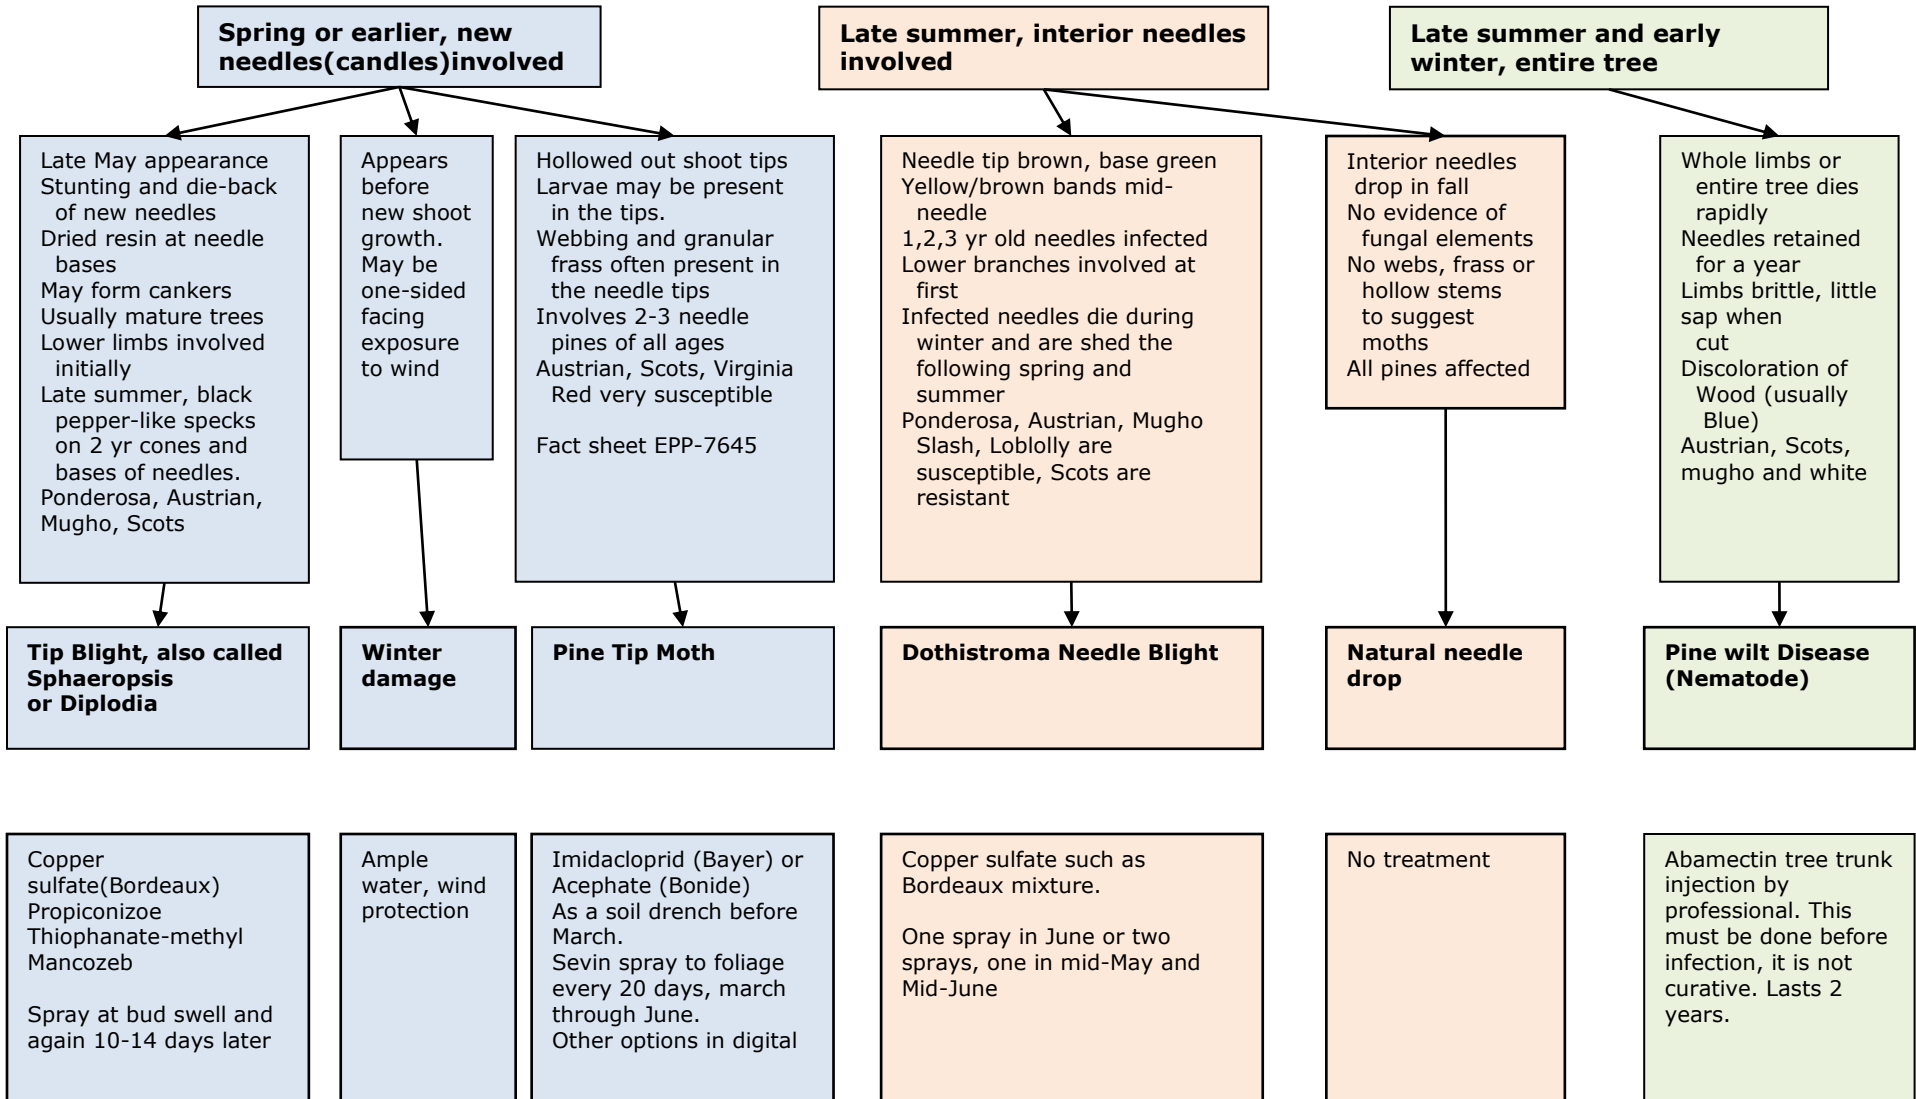 Spring or earlier, new
needles(candles)involved
Late summer, interior needles
involved
Late summer and early
winter, entire tree
Late May appearance
Stunting and die-back
of new needles
Dried resin at needle
bases
May form cankers
Usually mature trees
Lower limbs involved
initially
Late summer, black
pepper-like specks
on 2 yr cones and
bases of needles.
Ponderosa, Austrian,
Mugho, Scots
Appears
before
new shoot
growth.
May be
one-sided
facing
exposure
to wind
Hollowed out shoot tips
Larvae may be present
in the tips.
Webbing and granular
frass often present in
the needle tips
Involves 2-3 needle
pines of all ages
Austrian, Scots, Virginia
Red very susceptible
Fact sheet EPP-7645
Needle tip brown, base green
Yellow/brown bands mid-
needle
1,2,3 yr old needles infected
Lower branches involved at
first
Infected needles die during
winter and are shed the
following spring and
summer
Ponderosa, Austrian, Mugho
Slash, Loblolly are
susceptible, Scots are
resistant
Interior needles
drop in fall
No evidence of
fungal elements
No webs, frass or
hollow stems
to suggest
moths
All pines affected
Whole limbs or
entire tree dies
rapidly
Needles retained
for a year
Limbs brittle, little
sap when
cut
Discoloration of
Wood (usually
Blue)
Austrian, Scots,
mugho and white
Tip Blight, also called
Sphaeropsis
or Diplodia
Winter
damage
Pine Tip Moth
Dothistroma Needle Blight
Natural needle
drop
Pine wilt Disease
(Nematode)
Copper
sulfate(Bordeaux)
Propiconizoe
Thiophanate-methyl
Mancozeb
Spray at bud swell and
again 10-14 days later
Ample
water, wind
protection
Imidacloprid (Bayer) or
Acephate (Bonide)
As a soil drench before
March.
Sevin spray to foliage
every 20 days, march
through June.
Other options in digital
Copper sulfate such as
Bordeaux mixture.
One spray in June or two
sprays, one in mid-May and
Mid-June
No treatment
Abamectin tree trunk
injection by
professional. This
must be done before
infection, it is not
curative. Lasts 2
years.